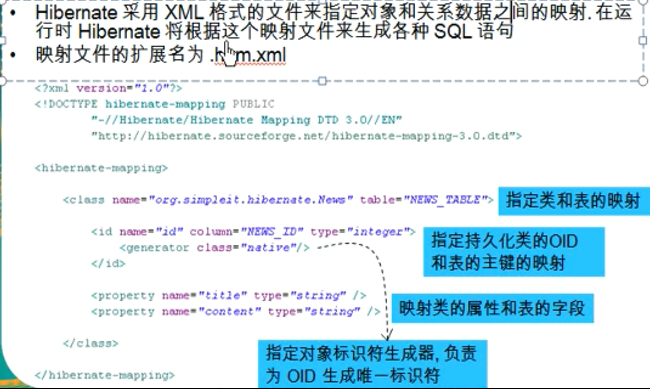 • Hibernate 采用 XML 格式的文件来指定对象和关系数据之间的映射. 在运
行时 Hibernate 将根据这个映射文件来生成各种 SQL 语句
• 映射文件的扩展名为 .hbm.xml
<?xml version="1.0"?>
<!DOCTYPE hibernate-mapping PUBLIC
"-//Hibernate/Hibernate Mapping DTD 3.0//EN"
"http://hibernate.sourceforge.net/hibernate-mapping-3.0.dtd">
<hibernate-mapping>
<class name="org.simpleit.hibernate.News" table="NEWS_TABLE">
指定类和表的映射
<id name="id" column="NEWS_ID" type="integer">
<generator class="native"/>
</id>
指定持久化类的OID
和表的主键的映射
<property name="title" type="string" />
<property name="content" type="string" />
映射类的属性和表的字段
</class>
指定对象标识符生成器, 负责
为 OID 生成唯一标识符
</hibernate-mapping>